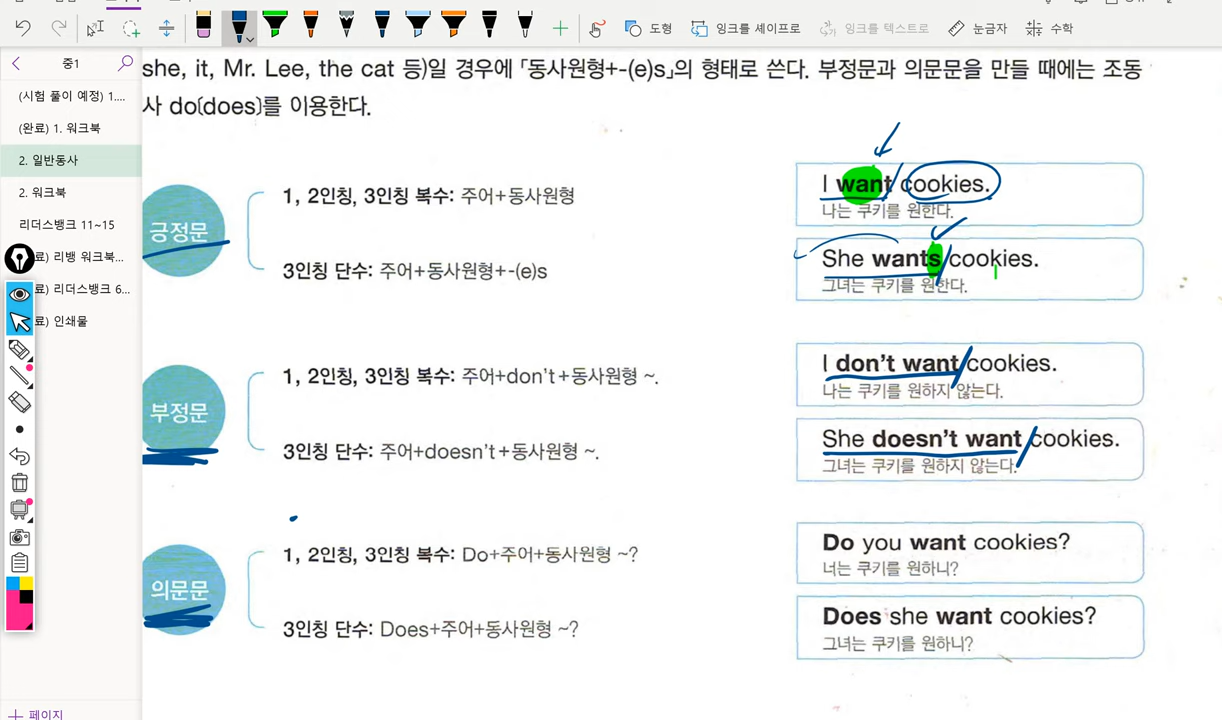 도형
잉크를 셰이프로
잉크를 텍스트로
눈금자
수학
중1
(시험 풀이 예정) 1....
(완료) 1. 워크북
2. 일반동사
2. 워크북
리더스뱅크 11~15
료) 리뱅 워크북...
료) 리더스뱅크 6...
료) 인쇄물
페이지
she, it, Mr. Lee, the cat 등)일 경우에 「동사원형+-(e)s」의 형태로 쓴다. 부정문과 의문문을 만들 때에는 조동
사 do(does)를 이용한다.
긍정문
1, 2인칭, 3인칭 복수: 주어+동사원형
I want cookies.
나는 쿠키를 원한다.
3인칭 단수: 주어+동사원형+-(e)s
She wants cookies.
그녀는 쿠키를 원한다.
부정문
1, 2인칭, 3인칭 복수: 주어+don't+동사원형 ~.
I don't want cookies.
나는 쿠키를 원하지 않는다.
3인칭 단수: 주어+doesn't+동사원형 ~.
She doesn't want cookies.
그녀는 쿠키를 원하지 않는다.
의문문
1, 2인칭, 3인칭 복수: Do+주어+동사원형 ~?
Do you want cookies?
너는 쿠키를 원하니?
3인칭 단수: Does+주어+동사원형 ~?
Does she want cookies?
그녀는 쿠키를 원하니?